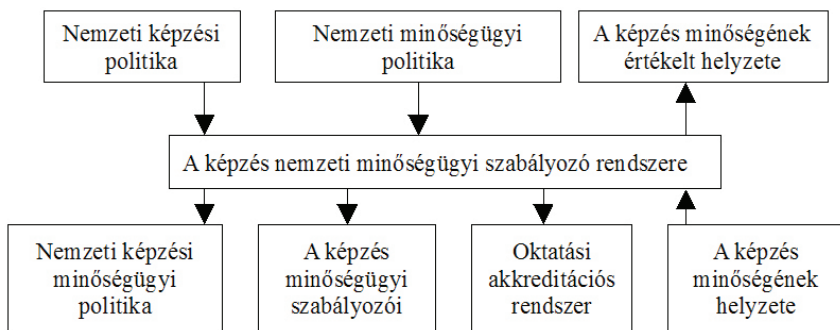 Nemzeti képzési
politika
Nemzeti minőségügyi
politika
A képzés minőségének
értékelt helyzete
A képzés nemzeti minőségügyi szabályozó rendszere
Nemzeti képzési
minőségügyi
politika
A képzés
minőségügyi
szabályozói
Oktatási
akkreditációs
rendszer
A képzés
minőségének
helyzete